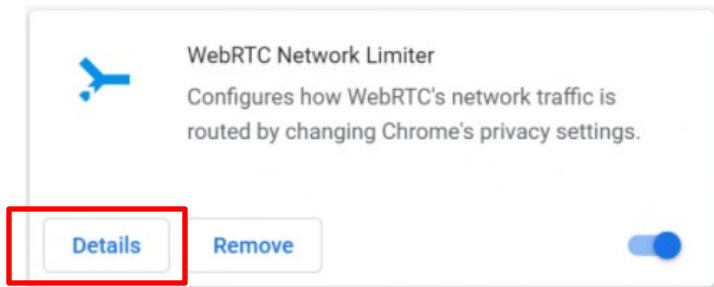 WebRTC Network Limiter
Configures how WebRTC's network traffic is
routed by changing Chrome's privacy settings.
Details Remove